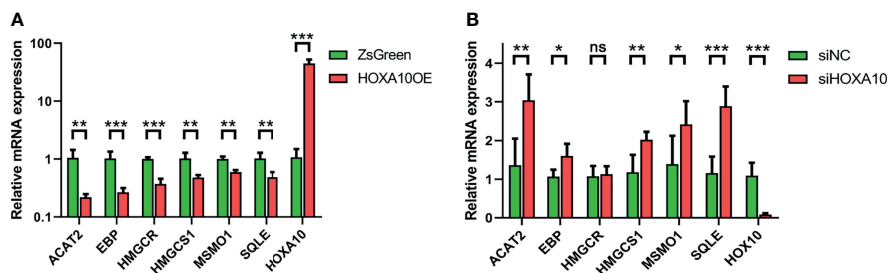 A
Relative mRNA expression
100
10
1
0.1
** *** *** ** ** ** ***
ACAT2 EBP HMGCR HMGCS1 MSMO1 SQLE HOXA10
ZsGreen
HOXA10OE
B
Relative mRNA expression
4
3
2
1
0
** * ns ** * *** ***
ACAT2 EBP HMGCR HMGCS1 MSMO1 SQLE HOX10
siNC
siHOXA10